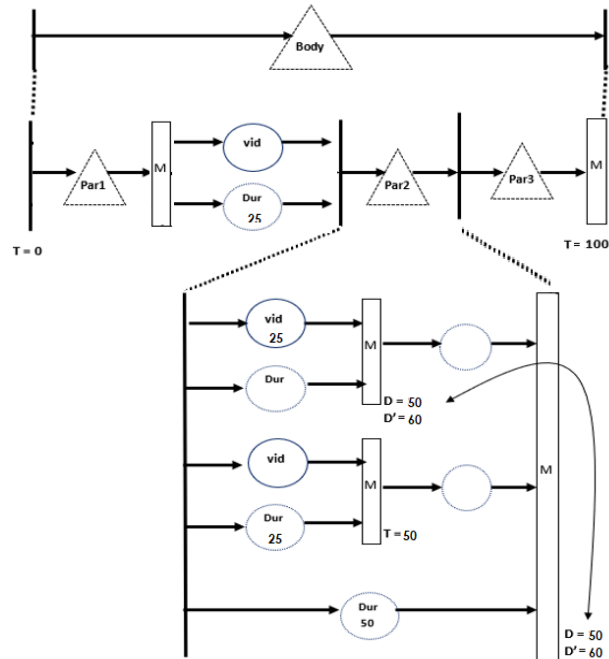 Body
vid
M
M
Par1
Par2
Par3
Dur
25
T = 0
T = 100
vid
25
M
Dur
D = 50
D' = 60
vid
M
M
Dur
25
T = 50
Dur
50
D = 50
D' = 60